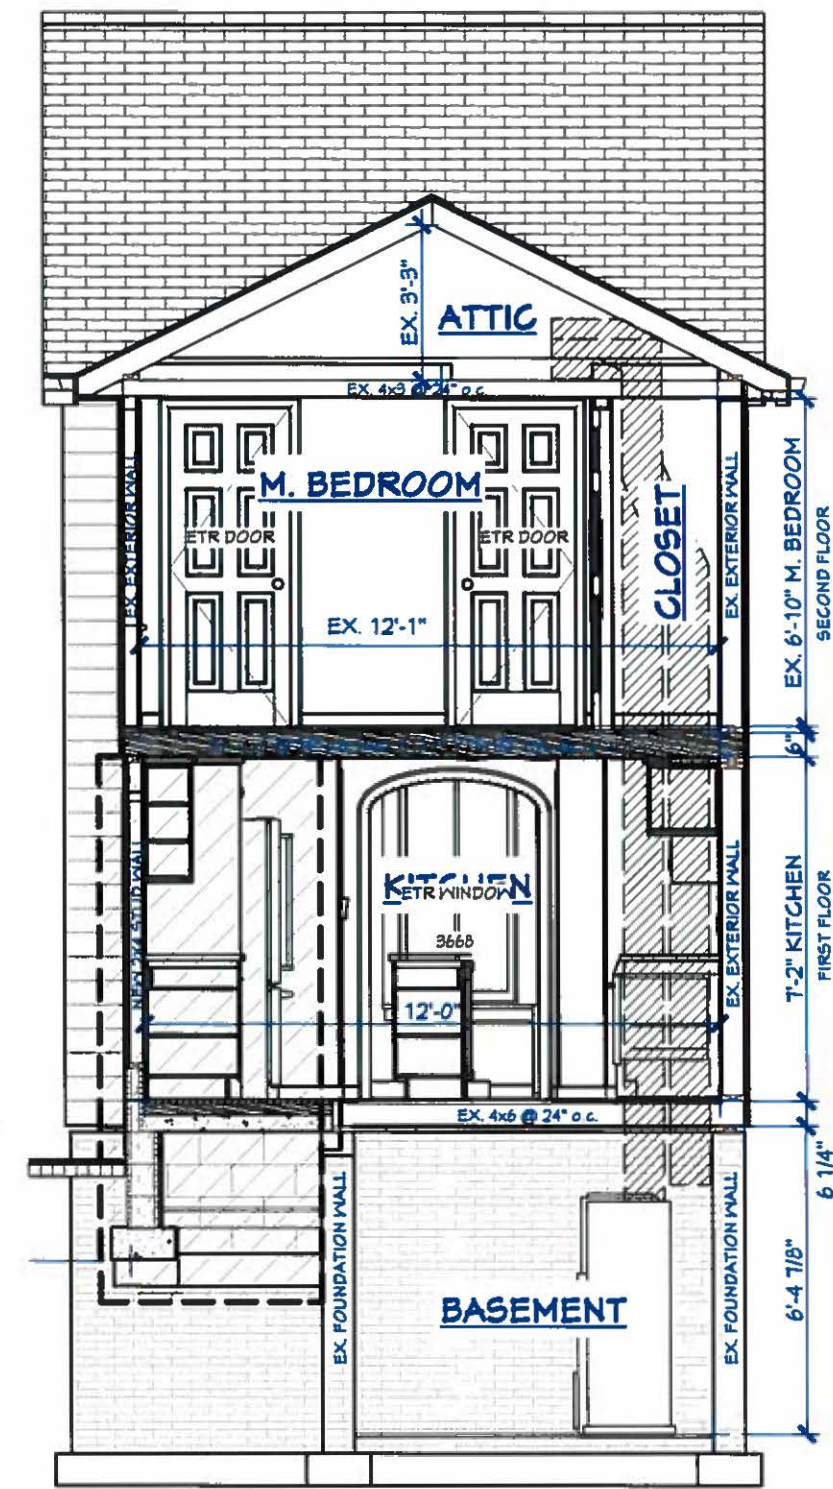 EX. 3'-3"
ATTIC
EX. 4x3 @ 24" o.c.
M. BEDROOM
ETR DOOR
ETR DOOR
CLOSET
EX. EXTERIOR WALL
EX. EXTERIOR WALL
EX. 12'-1"
EX. 6'-10" M. BEDROOM
SECOND FLOOR
6"
KITCHEN
ETR WINDOW
3668
12'-0"
NEW 2x4 STUD WALL
EX. EXTERIOR WALL
7'-2" KITCHEN
FIRST FLOOR
EX. 4x6 @ 24" o.c.
6 1/4"
EX. FOUNDATION WALL
BASEMENT
EX. FOUNDATION WALL
6'-4 7/8"